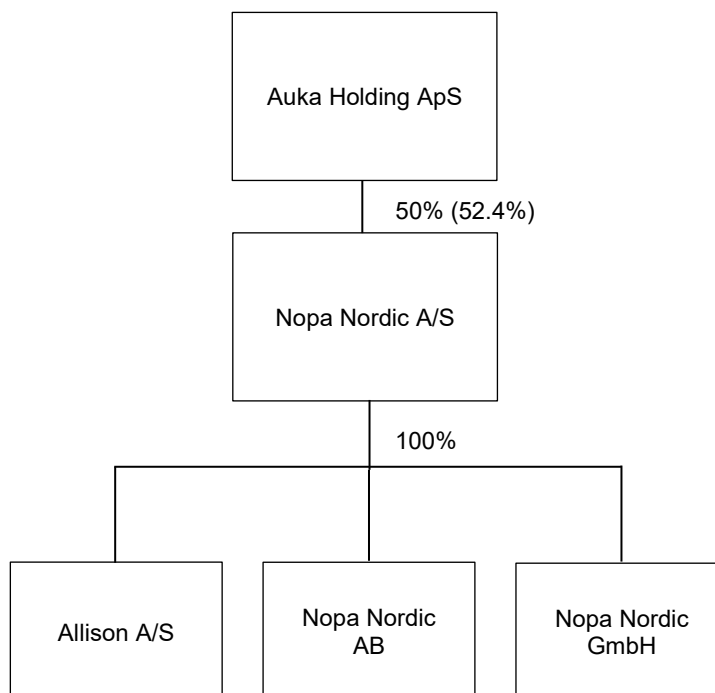 Auka Holding ApS
50% (52.4%)
Nopa Nordic A/S
100%
Allison A/S
Nopa Nordic
AB
Nopa Nordic
GmbH